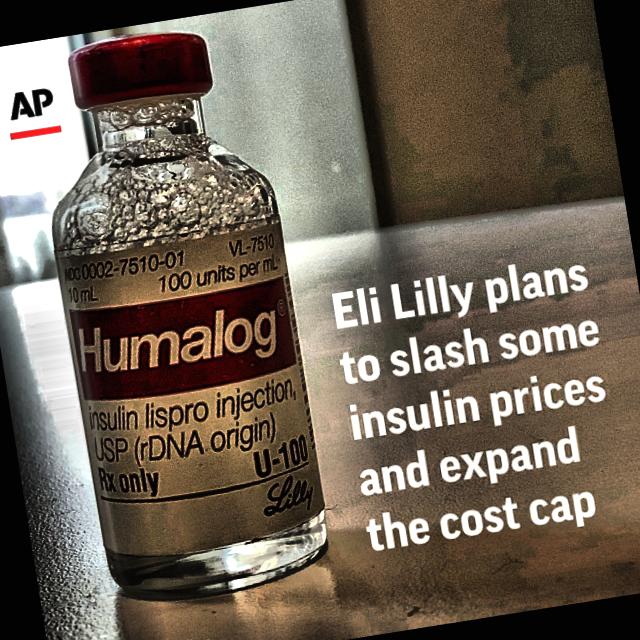 AP
NDC 0002-7510-01 VL-7510
10 mL 100 units per mL
Humalog®
insulin lispro injection,
USP (rDNA origin)
Rx only U-100
Lilly
Eli Lilly plans
to slash some
insulin prices
and expand
the cost cap